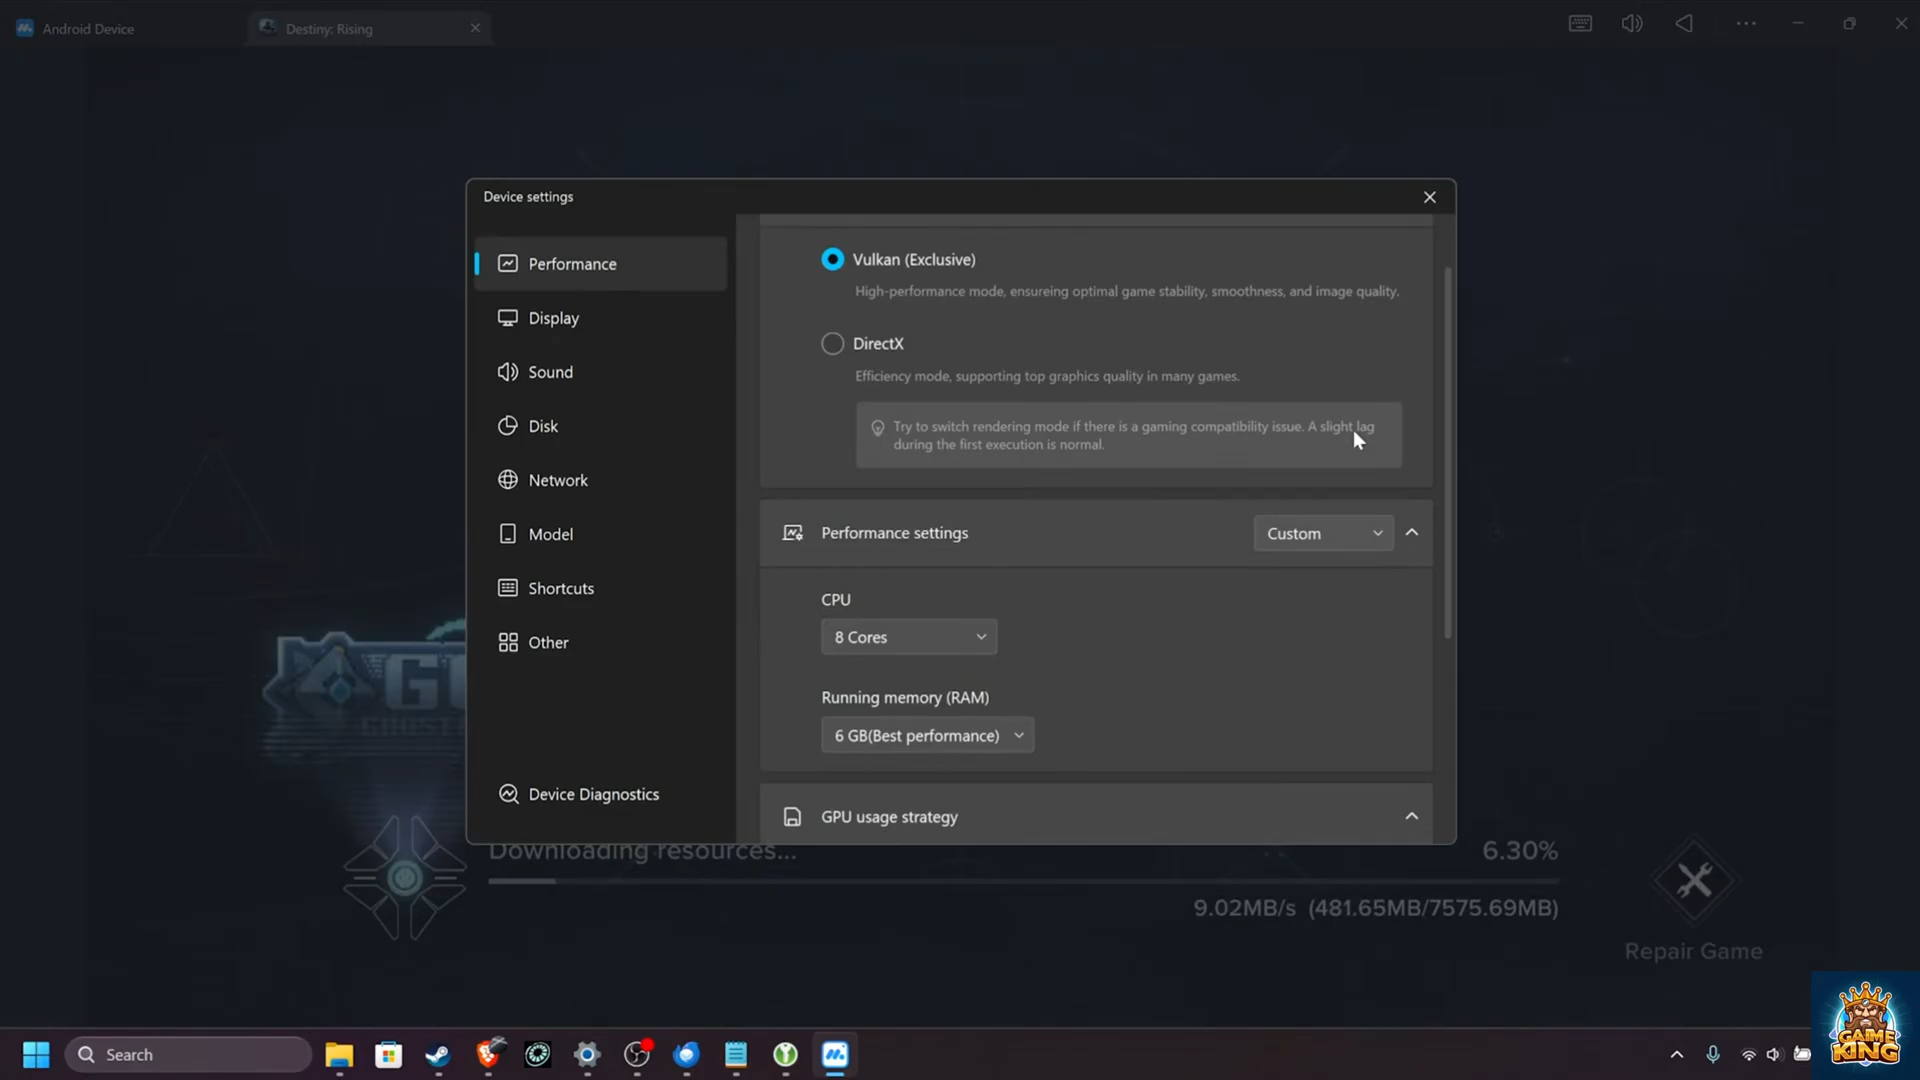 Android Device
Destiny: Rising
Device settings
Performance
Display
Sound
Disk
Network
Model
Shortcuts
Other
Device Diagnostics
Vulkan (Exclusive)
High-performance mode, ensureing optimal game stability, smoothness, and image quality.
DirectX
Efficiency mode, supporting top graphics quality in many games.
Try to switch rendering mode if there is a gaming compatibility issue. A slight lag
during the first execution is normal.
Performance settings
Custom
CPU
8 Cores
Running memory (RAM)
6 GB(Best performance)
GPU usage strategy
Downloading resources...
6.30%
9.02MB/s (481.65MB/7575.69MB)
Repair Game
Search
GAME
KING